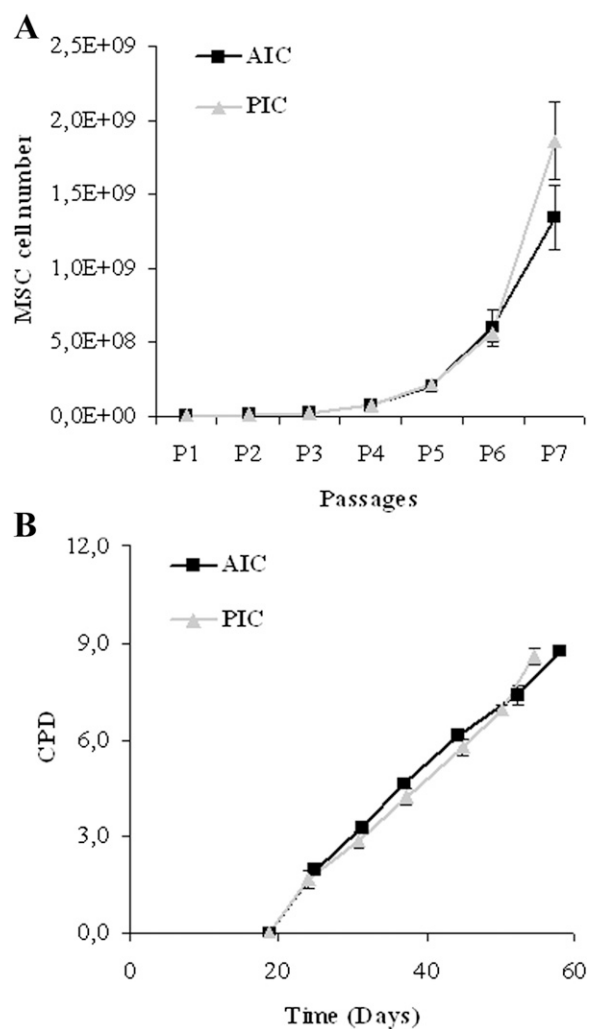 A
2,5E+09
AIC
2,0E+09
PIC
1,5E+09
MSC cell number
1,0E+09
5,0E+08
0,0E+00
P1 P2 P3 P4 P5 P6 P7
Passages
B
12,0
AIC
PIC
9,0
CPD
6,0
3,0
0,0
0 20 40 60
Time (Days)